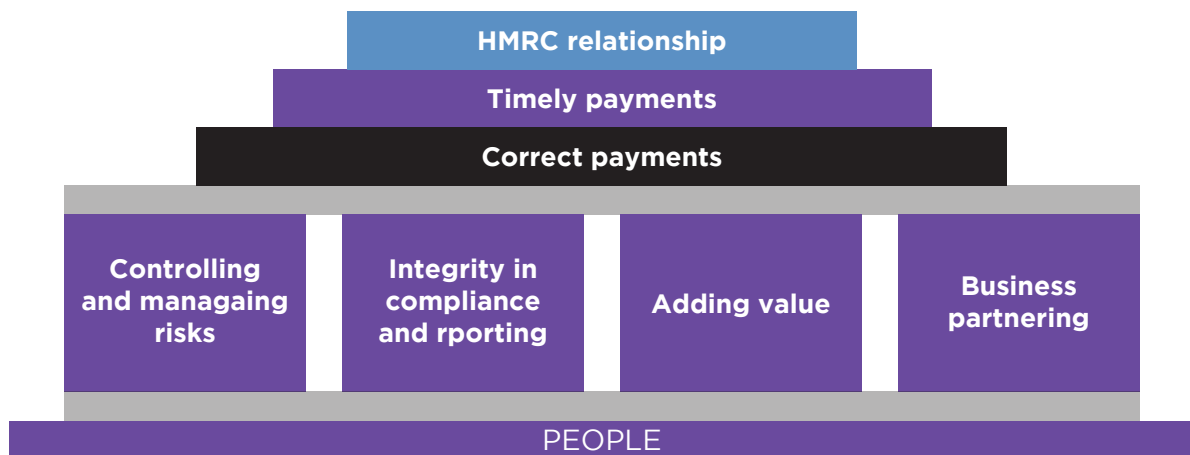 HMRC relationship
Timely payments
Correct payments
Controlling
and managaing
risks
Integrity in
compliance
and rporting
Adding value
Business
partnering
PEOPLE